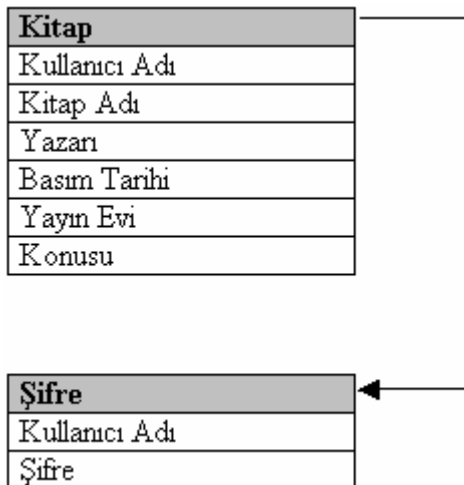 Kitap
Kullanıcı Adı
Kitap Adı
Yazarı
Basım Tarihi
Yayın Evi
Konusu
Şifre
Kullanıcı Adı
Şifre